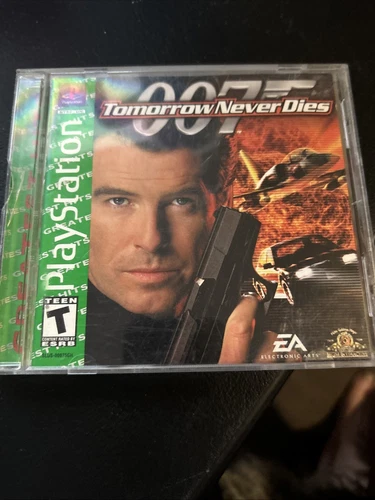 007
Tomorrow Never Dies
PlayStation
GREATEST HITS
TEEN
T
CONTENT RATED BY
ESRB
EA
ELECTRONIC ARTS